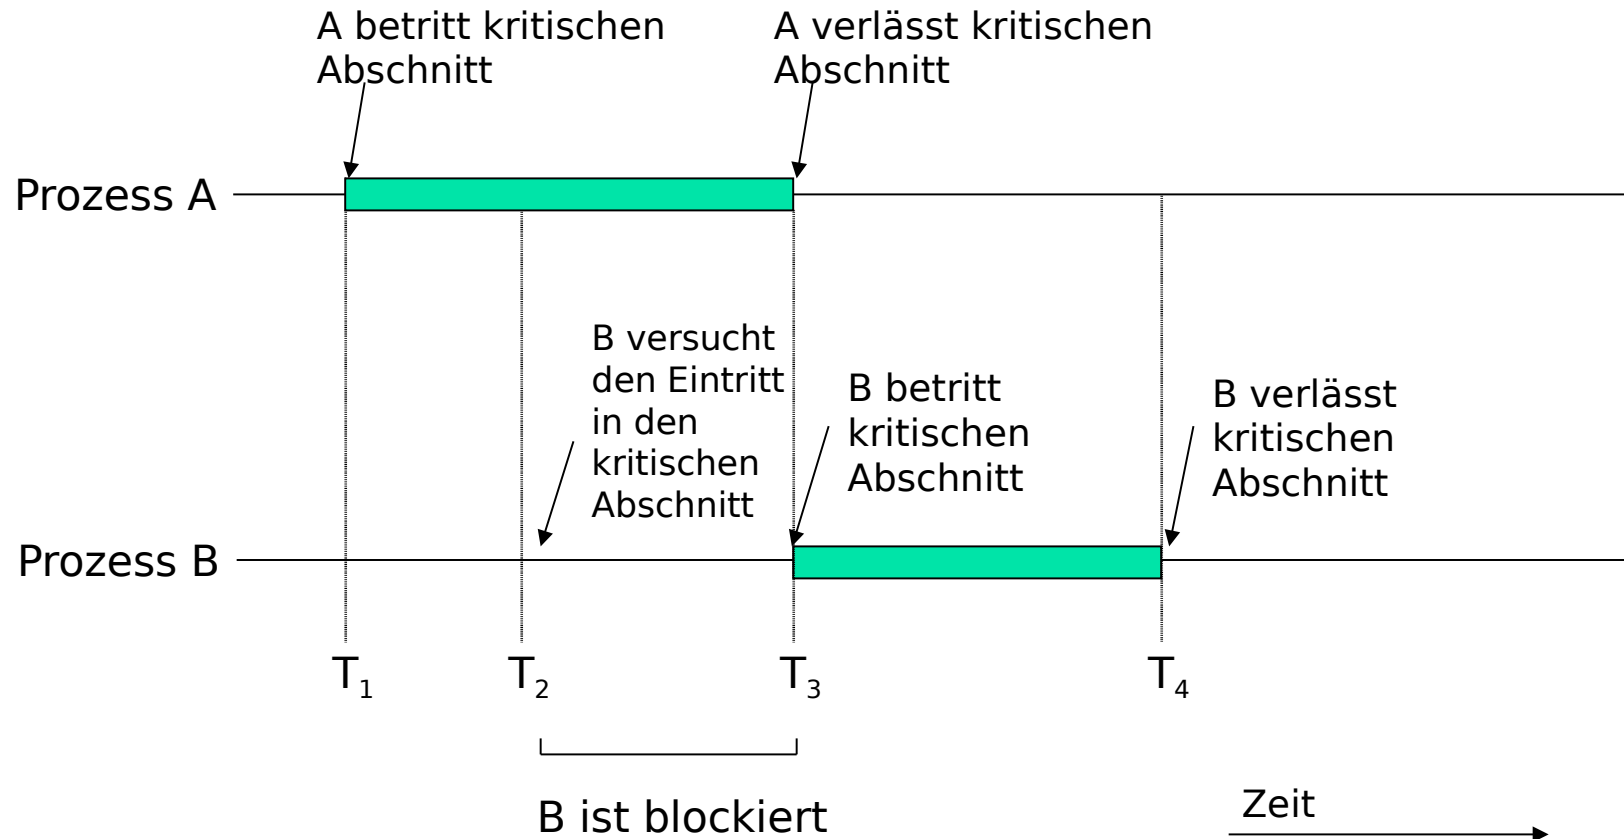 A betritt kritischen
Abschnitt
A verlässt kritischen
Abschnitt
Prozess A
B versucht
den Eintritt
in den
kritischen
Abschnitt
B betritt
kritischen
Abschnitt
B verlässt
kritischen
Abschnitt
Prozess B
T1
T2
T3
T4
B ist blockiert
Zeit